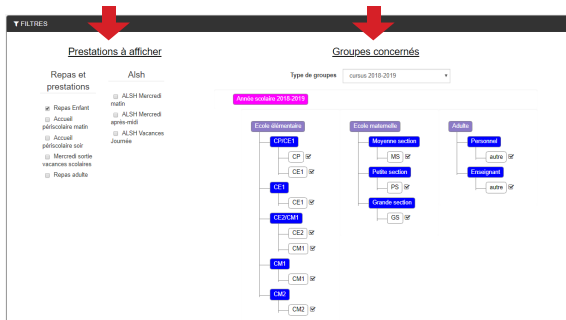 FILTRES
Prestations à afficher
Repas et
prestations
Repas Enfant
Accueil
périscolaire matin
Accueil
périscolaire soir
Mercredi sortie
vacances scolaires
Repas adulte
Alsh
ALSH Mercredi
matin
ALSH Mercredi
après-midi
ALSH Vacances
Journée
Groupes concernés
Type de groupes
cursus 2018-2019
Année scolaire 2018-2019
Ecole élémentaire
CP/CE1
CP
CE1
CE1
CE1
CE2/CM1
CE2
CM1
CM1
CM1
CM2
CM2
Ecole maternelle
Moyenne section
MS
Petite section
PS
Grande section
GS
Adulte
Personnel
autre
Enseignant
autre